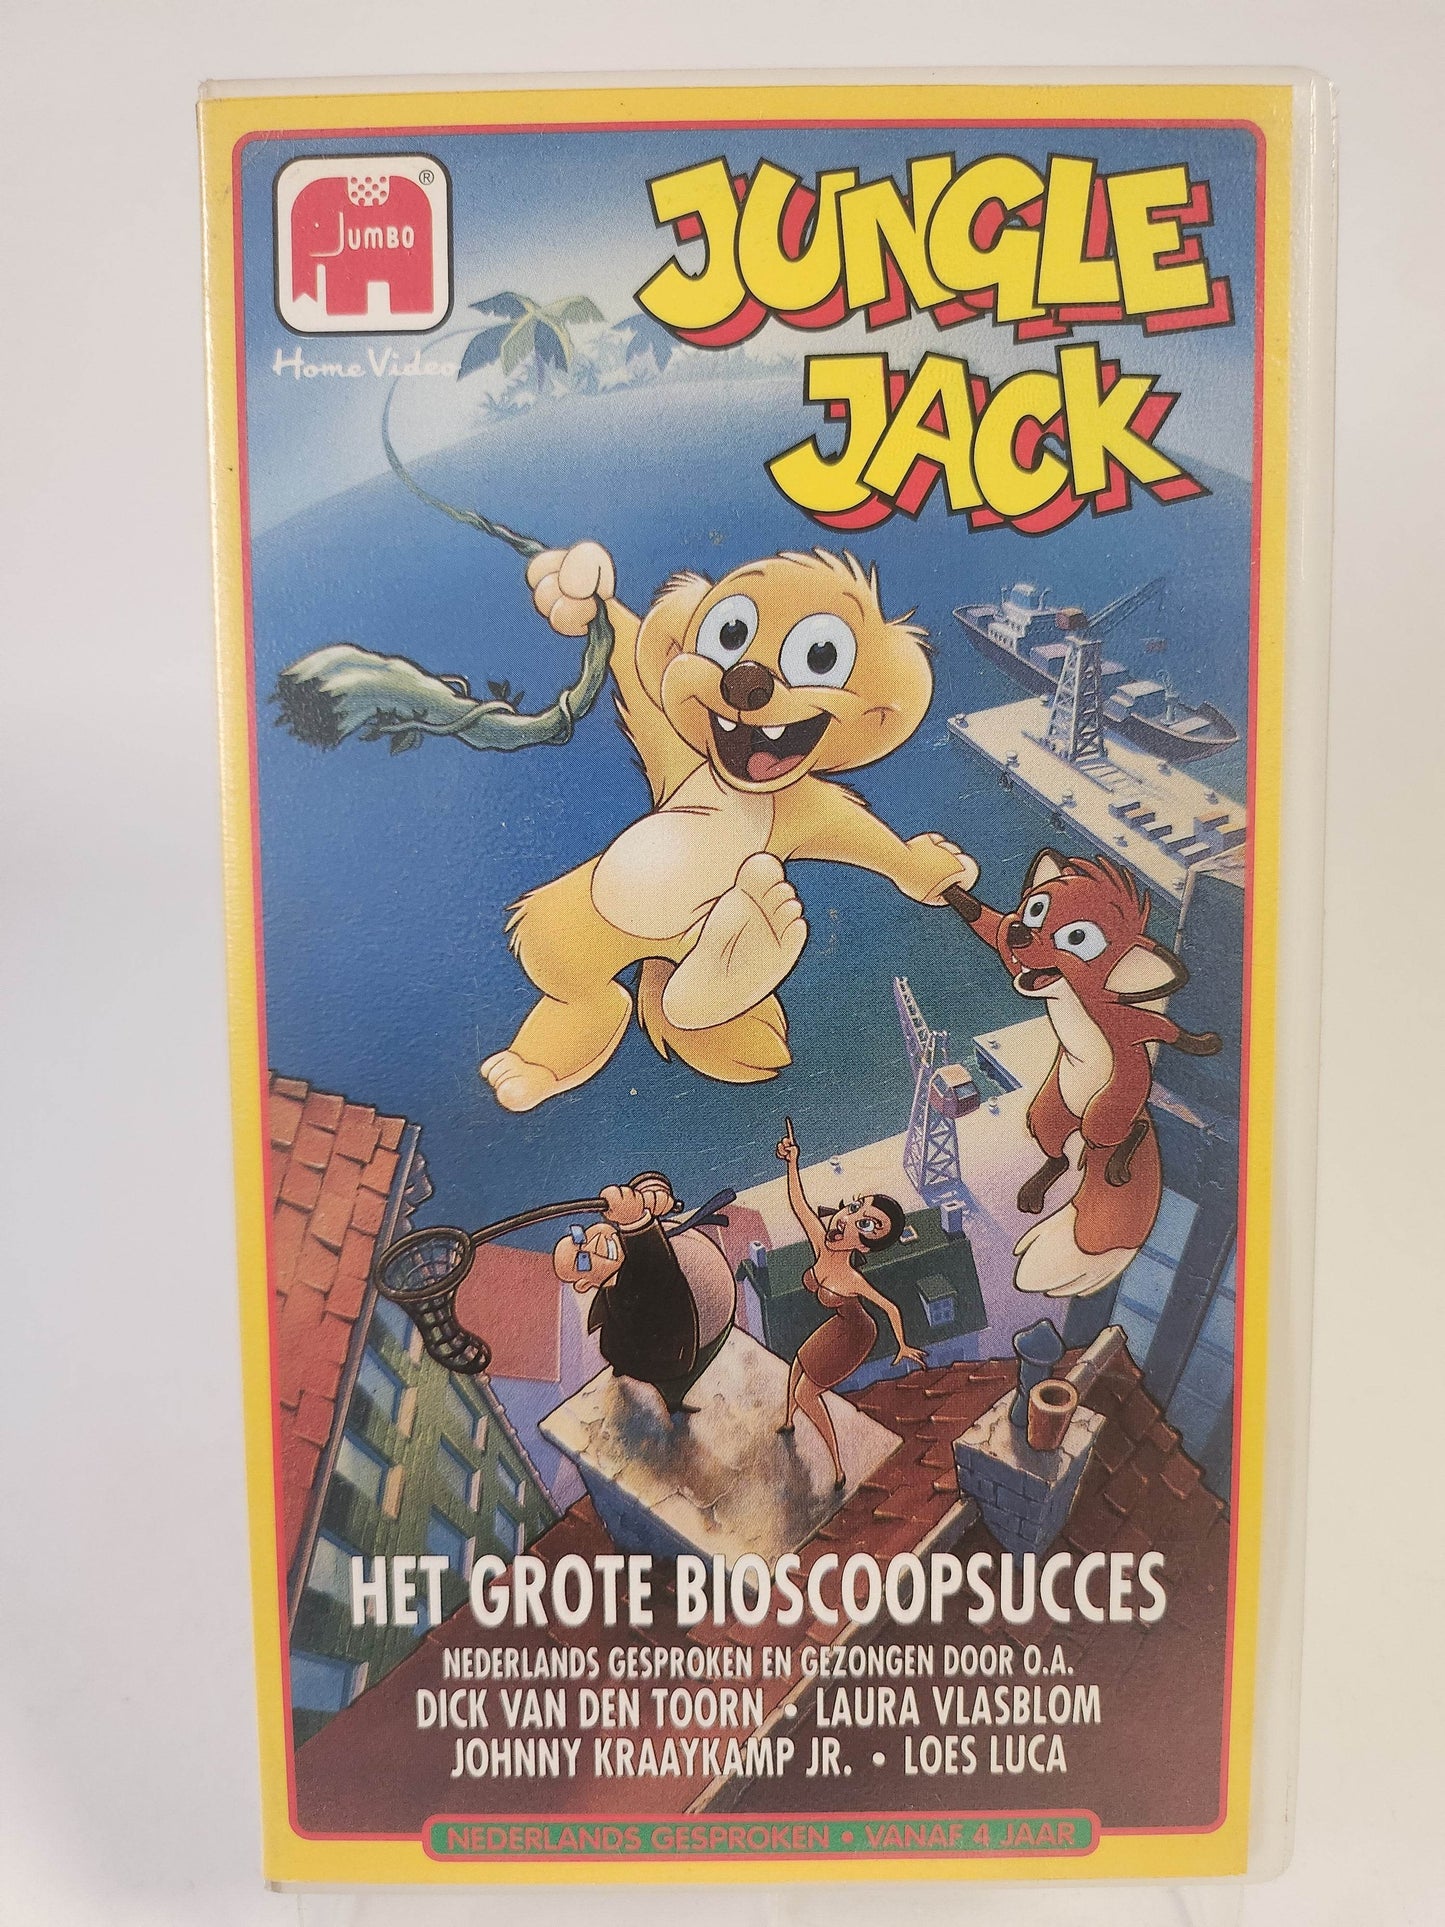 JUMBO ®
Home Video
JUNGLE
JACK
HET GROTE BIOSCOOPSUCCES
NEDERLANDS GESPROKEN EN GEZONGEN DOOR O.A.
DICK VAN DEN TOORN • LAURA VLASBLOM
JOHNNY KRAAYKAMP JR. • LOES LUCA
NEDERLANDS GESPROKEN • VANAF 4 JAAR